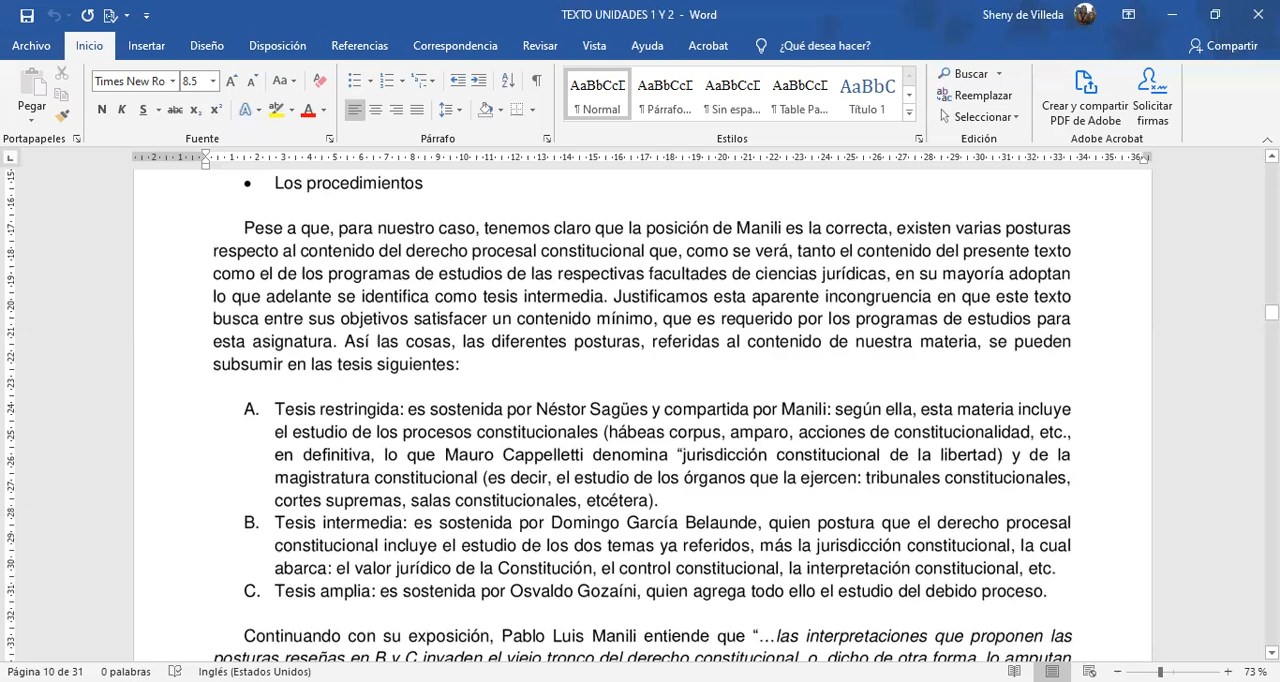 TEXTO UNIDADES 1 Y 2 - Word
Sheny de Villeda
Archivo Inicio Insertar Diseño Disposición Referencias Correspondencia Revisar Vista Ayuda Acrobat ¿Qué desea hacer? Compartir
Pegar
Times New Ro 8.5
Aa
N K S abc x₂ x² A ab A
Portapapeles Fuente Párrafo Estilos Edición Adobe Acrobat
AaBbCcD AaBbCcD AaBbCcD AaBbCcD AaBbC
¶ Normal ¶ Párrafo... ¶ Sin espa... ¶ Table Pa... Título 1
Buscar
Reemplazar
Seleccionar
Crear y compartir PDF de Adobe
Solicitar firmas
• Los procedimientos
Pese a que, para nuestro caso, tenemos claro que la posición de Manili es la correcta, existen varias posturas
respecto al contenido del derecho procesal constitucional que, como se verá, tanto el contenido del presente texto
como el de los programas de estudios de las respectivas facultades de ciencias jurídicas, en su mayoría adoptan
lo que adelante se identifica como tesis intermedia. Justificamos esta aparente incongruencia en que este texto
busca entre sus objetivos satisfacer un contenido mínimo, que es requerido por los programas de estudios para
esta asignatura. Así las cosas, las diferentes posturas, referidas al contenido de nuestra materia, se pueden
subsumir en las tesis siguientes:
A. Tesis restringida: es sostenida por Néstor Sagües y compartida por Manili: según ella, esta materia incluye
el estudio de los procesos constitucionales (hábeas corpus, amparo, acciones de constitucionalidad, etc.,
en definitiva, lo que Mauro Cappelletti denomina “jurisdicción constitucional de la libertad) y de la
magistratura constitucional (es decir, el estudio de los órganos que la ejercen: tribunales constitucionales,
cortes supremas, salas constitucionales, etcétera).
B. Tesis intermedia: es sostenida por Domingo García Belaunde, quien postura que el derecho procesal
constitucional incluye el estudio de los dos temas ya referidos, más la jurisdicción constitucional, la cual
abarca: el valor jurídico de la Constitución, el control constitucional, la interpretación constitucional, etc.
C. Tesis amplia: es sostenida por Osvaldo Gozaíni, quien agrega todo ello el estudio del debido proceso.
Continuando con su exposición, Pablo Luis Manili entiende que “…las interpretaciones que proponen las
posturas reseñas en B y C invaden el viejo tronco del derecho constitucional, o, dicho de otra forma, lo amputan
Página 10 de 31 0 palabras Inglés (Estados Unidos) 73 %